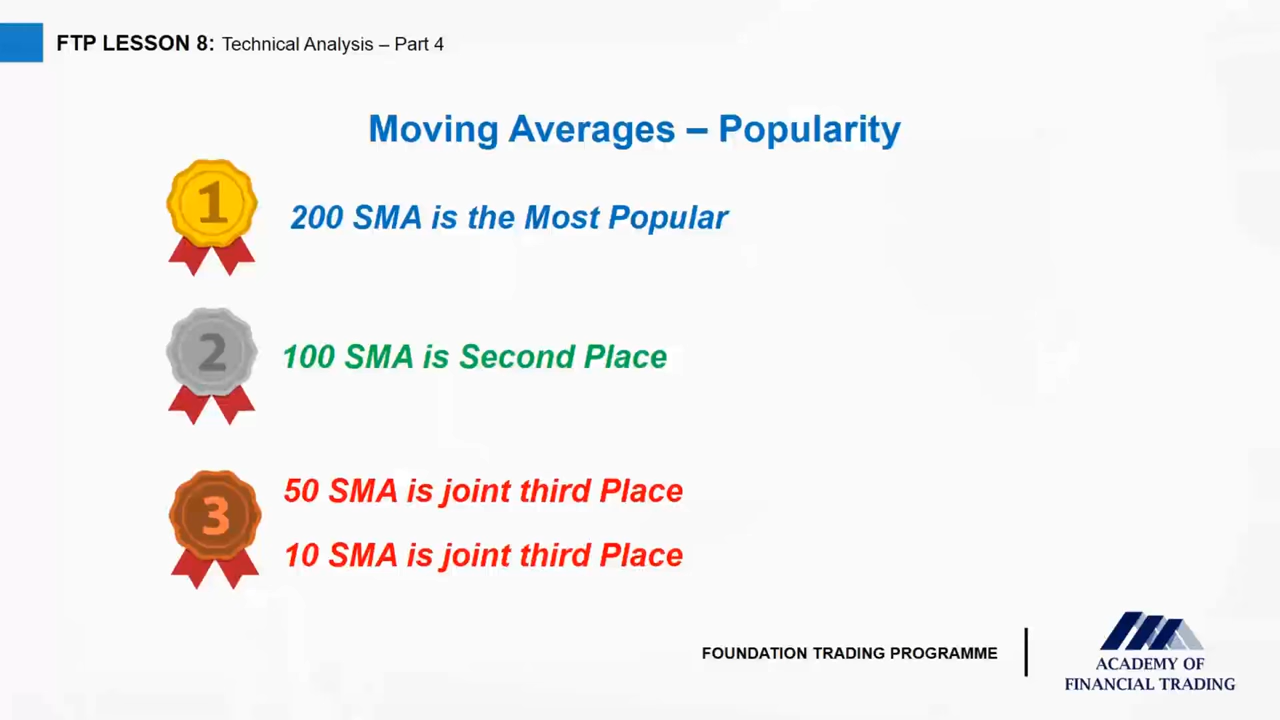 FTP LESSON 8: Technical Analysis – Part 4
Moving Averages – Popularity
1
200 SMA is the Most Popular
2
100 SMA is Second Place
3
50 SMA is joint third Place
10 SMA is joint third Place
FOUNDATION TRADING PROGRAMME
ACADEMY OF
FINANCIAL TRADING